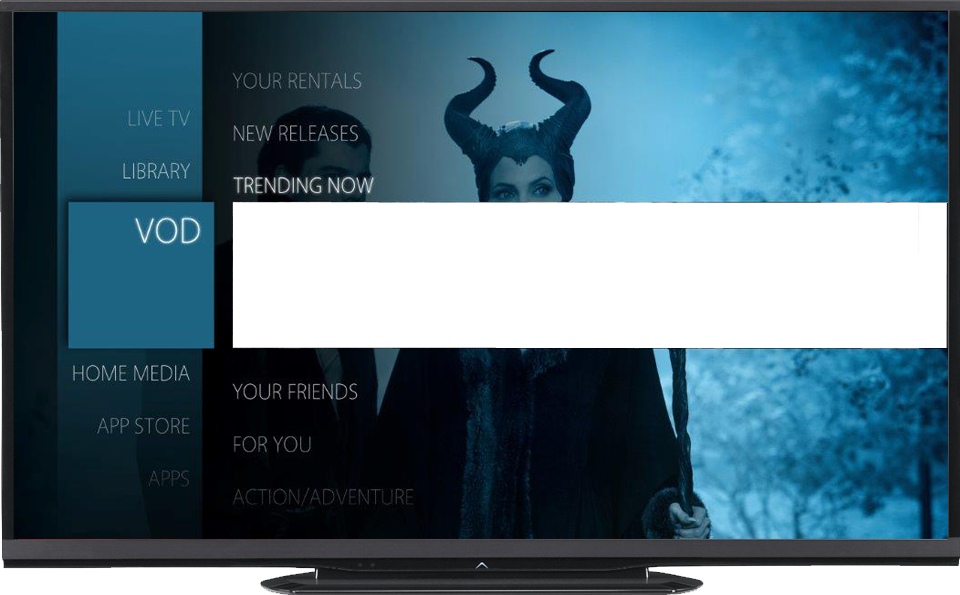 LIVE TV
LIBRARY
VOD
HOME MEDIA
APP STORE
APPS
YOUR RENTALS
NEW RELEASES
TRENDING NOW
YOUR FRIENDS
FOR YOU
ACTION/ADVENTURE